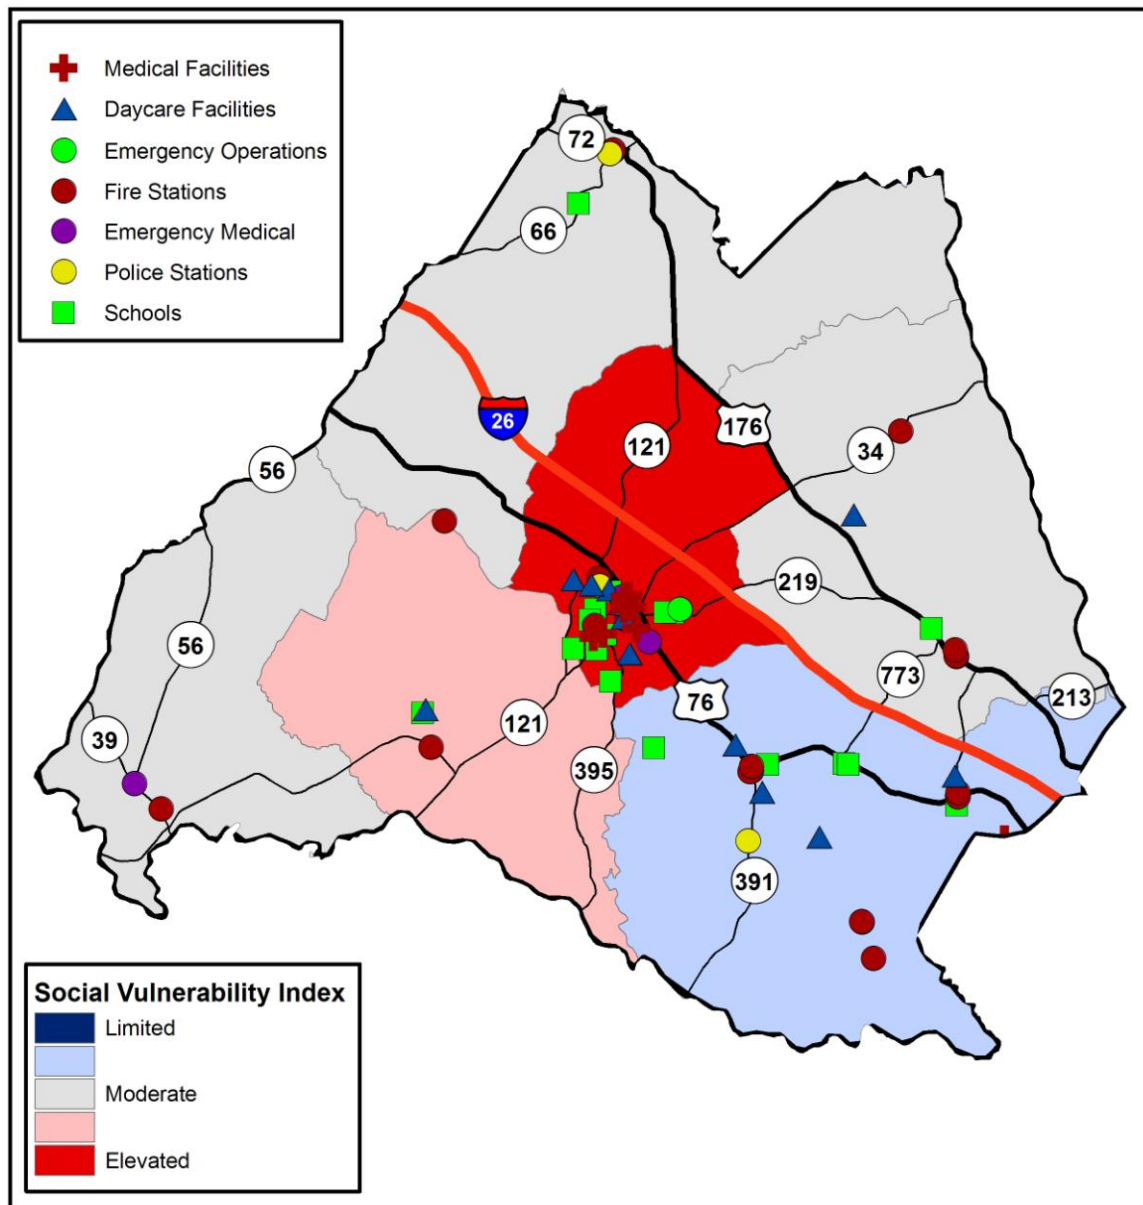 Medical Facilities
Daycare Facilities
Emergency Operations
Fire Stations
Emergency Medical
Police Stations
Schools
72
66
26
176
121
34
56
219
56
773
76
213
121
39
395
391
Social Vulnerability Index
Limited
Moderate
Elevated